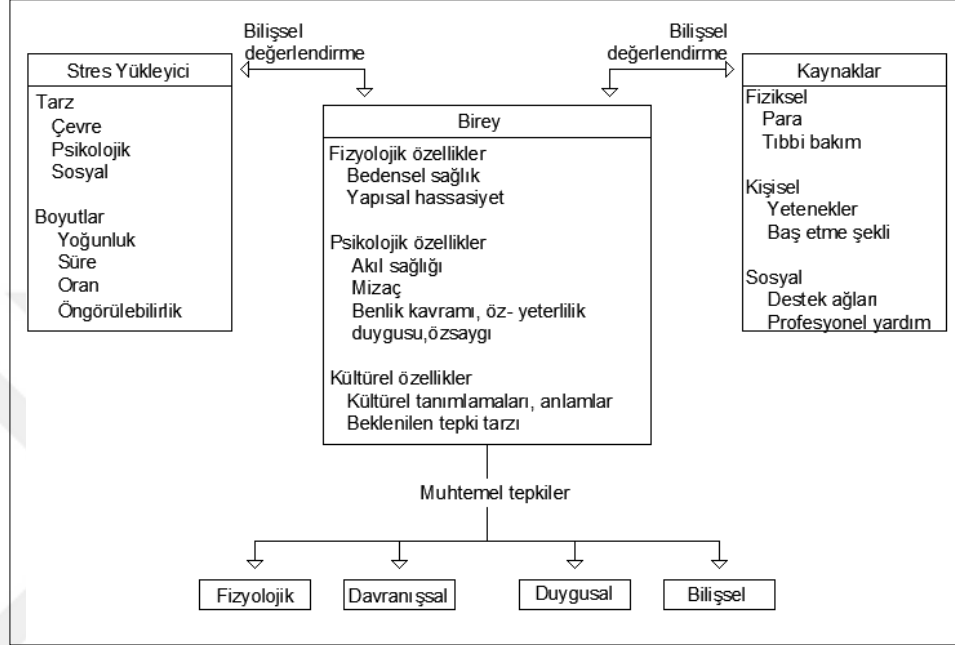 Bilişsel
değerlendirme
Bilişsel
değerlendirme
Stres Yükleyici
Tarz
Çevre
Psikolojik
Sosyal
Boyutlar
Yoğunluk
Süre
Oran
Öngörülebilirlik
Birey
Fizyolojik özellikler
Bedensel sağlık
Yapısal hassasiyet
Psikolojik özellikler
Akıl sağlığı
Mizaç
Benlik kavramı, öz- yeterlilik
duygusu,özsaygı
Kültürel özellikler
Kültürel tanımlamaları, anlamlar
Beklenilen tepki tarzı
Kaynaklar
Fiziksel
Para
Tıbbi bakım
Kişisel
Yetenekler
Baş etme şekli
Sosyal
Destek ağları
Profesyonel yardım
Muhtemel tepkiler
Fizyolojik
Davranışsal
Duygusal
Bilişsel